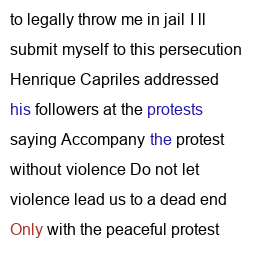 to legally throw me in jail I ll
submit myself to this persecution
Henrique Capriles addressed
his followers at the protests
saying Accompany the protest
without violence Do not let
violence lead us to a dead end
Only with the peaceful protest